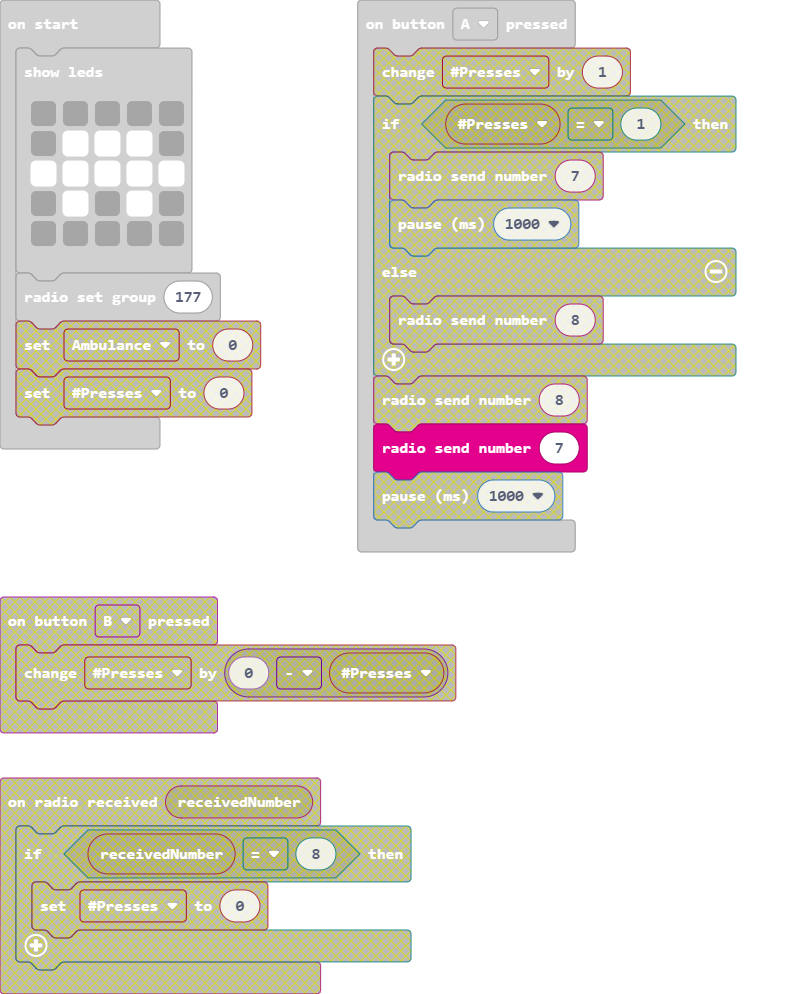 on start
show leds
radio set group 177
set Ambulance to 0
set #Presses to 0
on button A pressed
change #Presses by 1
if #Presses = 1 then
radio send number 7
pause (ms) 1000
else
radio send number 8
radio send number 8
radio send number 7
pause (ms) 1000
on button B pressed
change #Presses by 0 - #Presses
on radio received receivedNumber
if receivedNumber = 8 then
set #Presses to 0